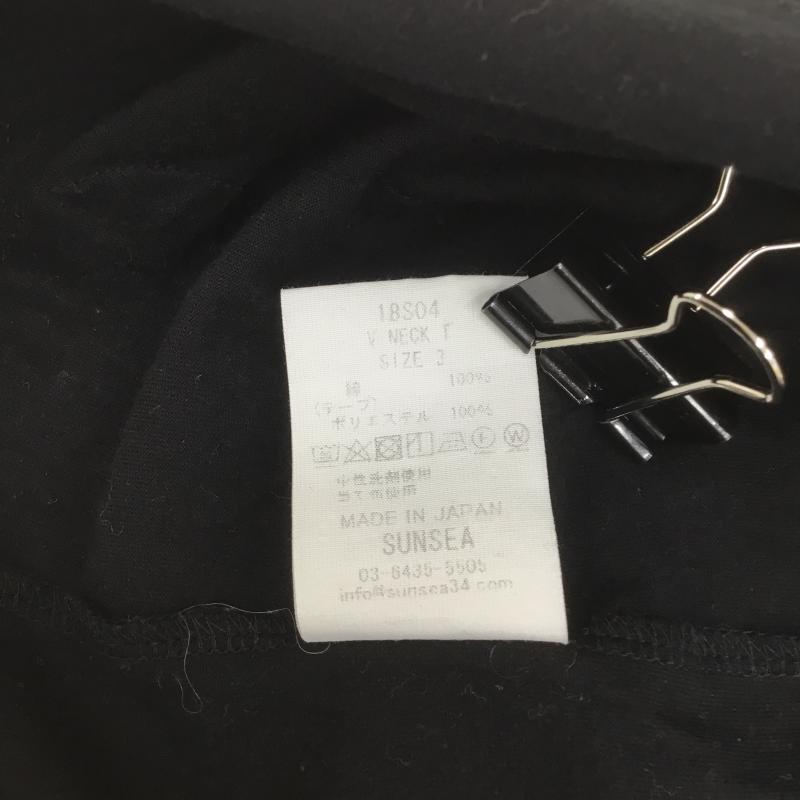 18S04
V NECK T
SIZE 3
綿 100%
(テープ)
ポリエステル 100%
中性洗剤使用
当て布使用
MADE IN JAPAN
SUNSEA
03-6435-5505
info@sunsea34.com